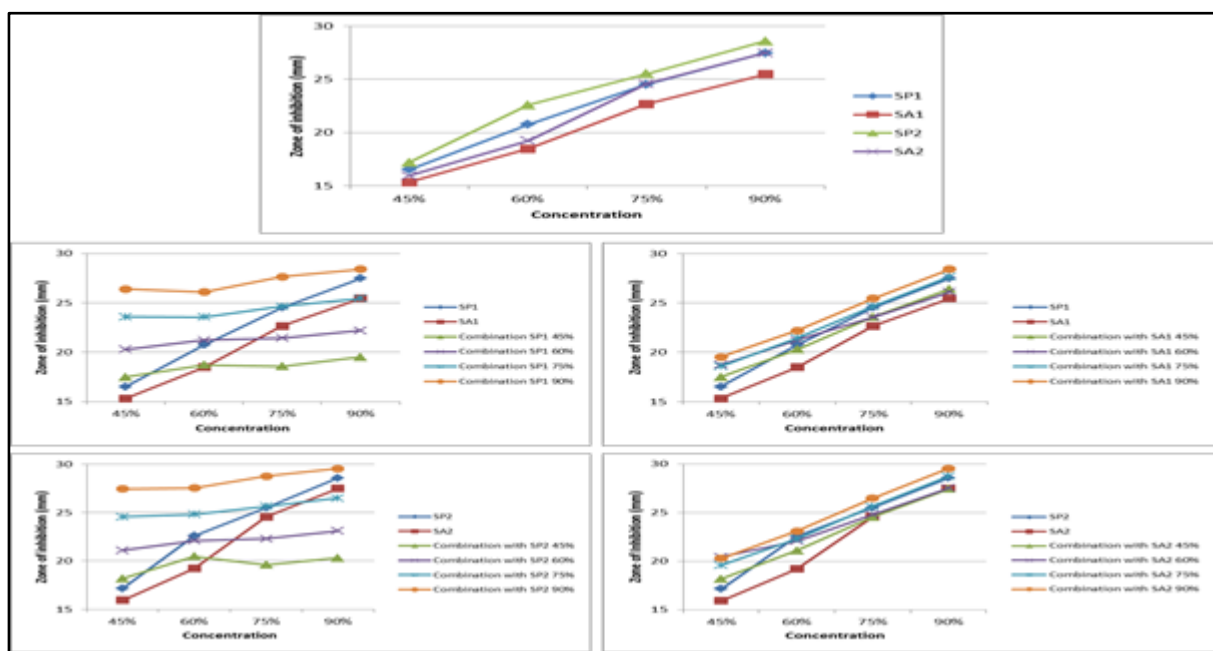 30
25
20
15
Zone of inhibition (mm)
45% 60% 75% 90%
Concentration
SP1
SA1
SP2
SA2
30
25
20
15
Zone of inhibition (mm)
45% 60% 75% 90%
Concentration
SP1
SA1
Combination SP1 45%
Combination SP1 60%
Combination SP1 75%
Combination SP1 90%
30
25
20
15
Zone of inhibition (mm)
45% 60% 75% 90%
Concentration
SP1
SA1
Combination with SA1 45%
Combination with SA1 60%
Combination with SA1 75%
Combination with SA1 90%
30
25
20
15
Zone of inhibition (mm)
45% 60% 75% 90%
Concentration
SP2
SA2
Combination with SP2 45%
Combination with SP2 60%
Combination with SP2 75%
Combination with SP2 90%
30
25
20
15
Zone of Inhibition (mm)
45% 60% 75% 90%
Concentration
SP2
SA2
Combination with SA2 45%
Combination with SA2 60%
Combination with SA2 75%
Combination with SA2 90%